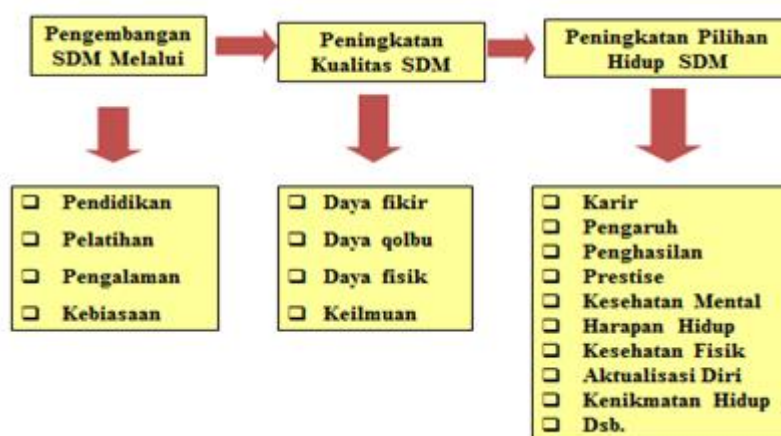 Pengembangan
SDM Melalui
Peningkatan
Kualitas SDM
Peningkatan Pilihan
Hidup SDM
Pendidikan
Pelatihan
Pengalaman
Kebiasaan
Daya fikir
Daya qolbu
Daya fisik
Keilmuan
Karir
Pengaruh
Penghasilan
Prestise
Kesehatan Mental
Harapan Hidup
Kesehatan Fisik
Aktualisasi Diri
Kenikmatan Hidup
Dsb.